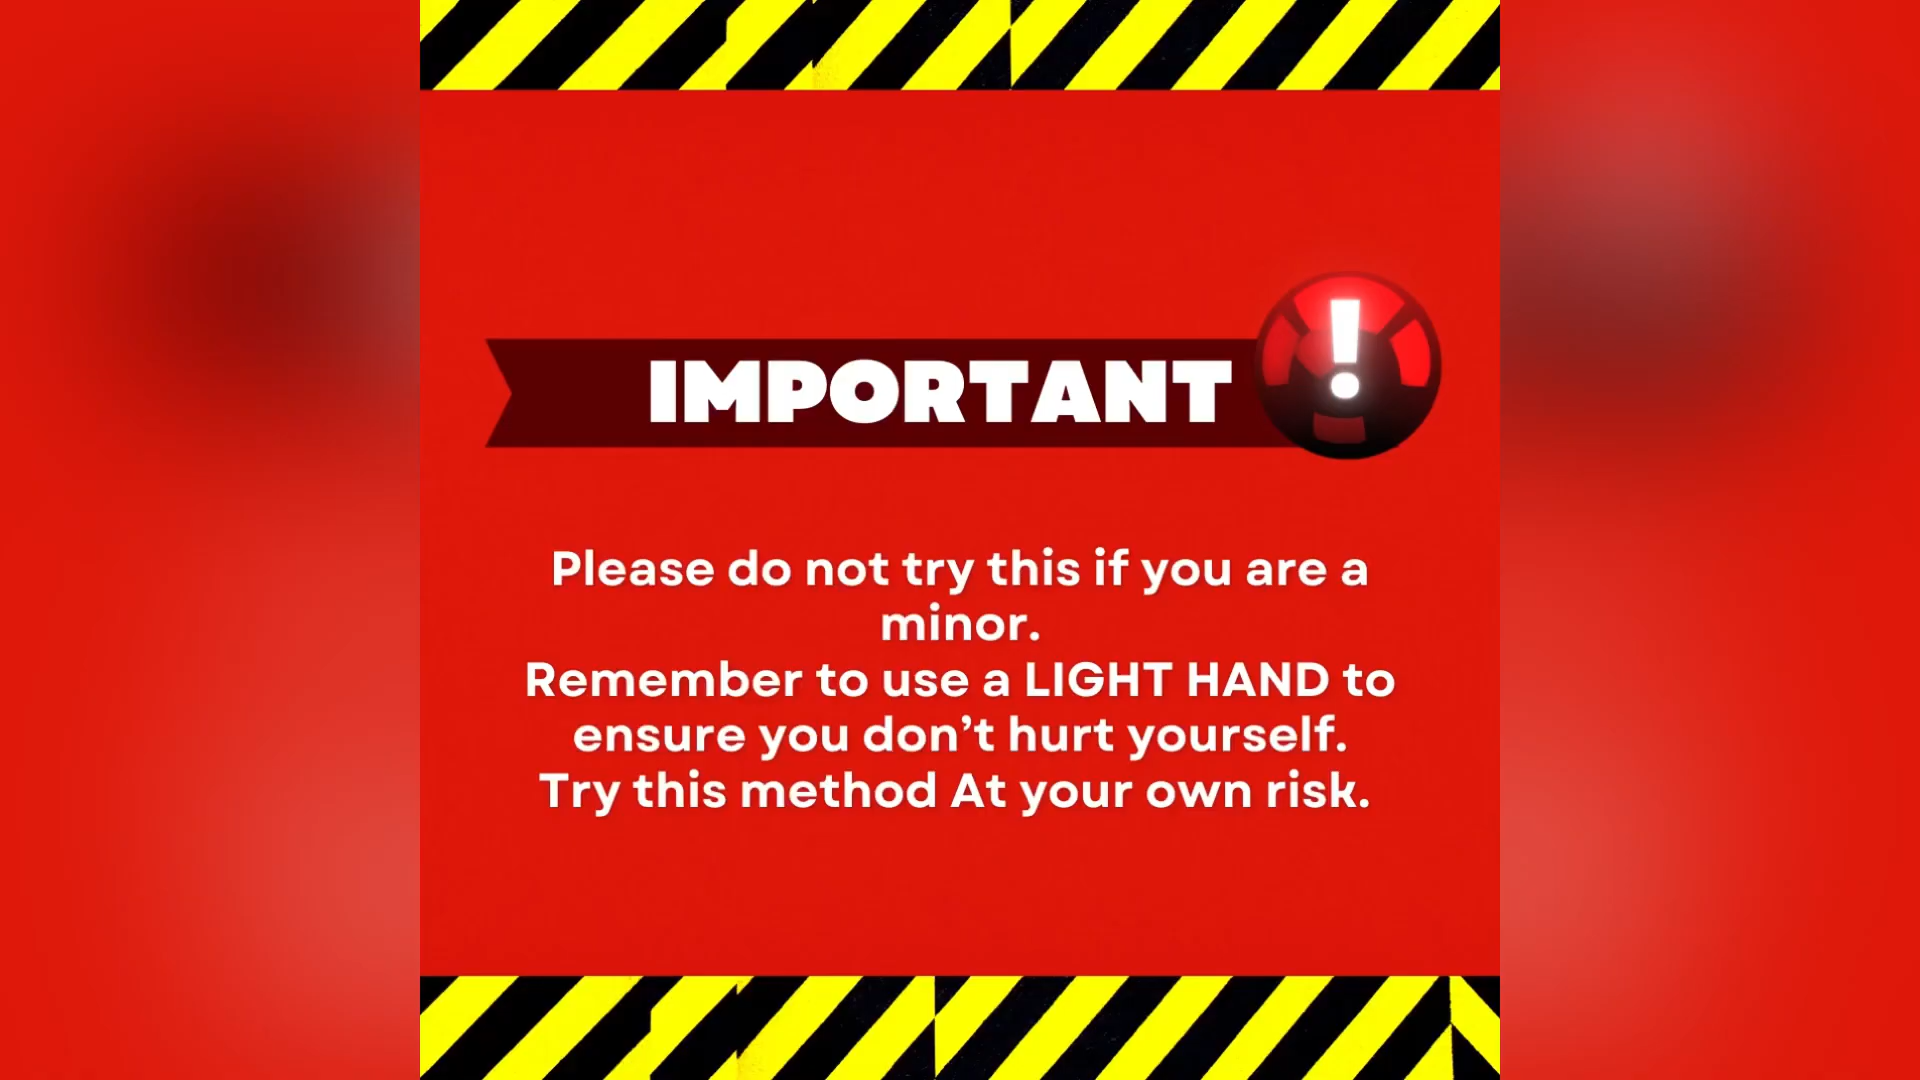 IMPORTANT
Please do not try this if you are a
minor.
Remember to use a LIGHT HAND to
ensure you don’t hurt yourself.
Try this method At your own risk.